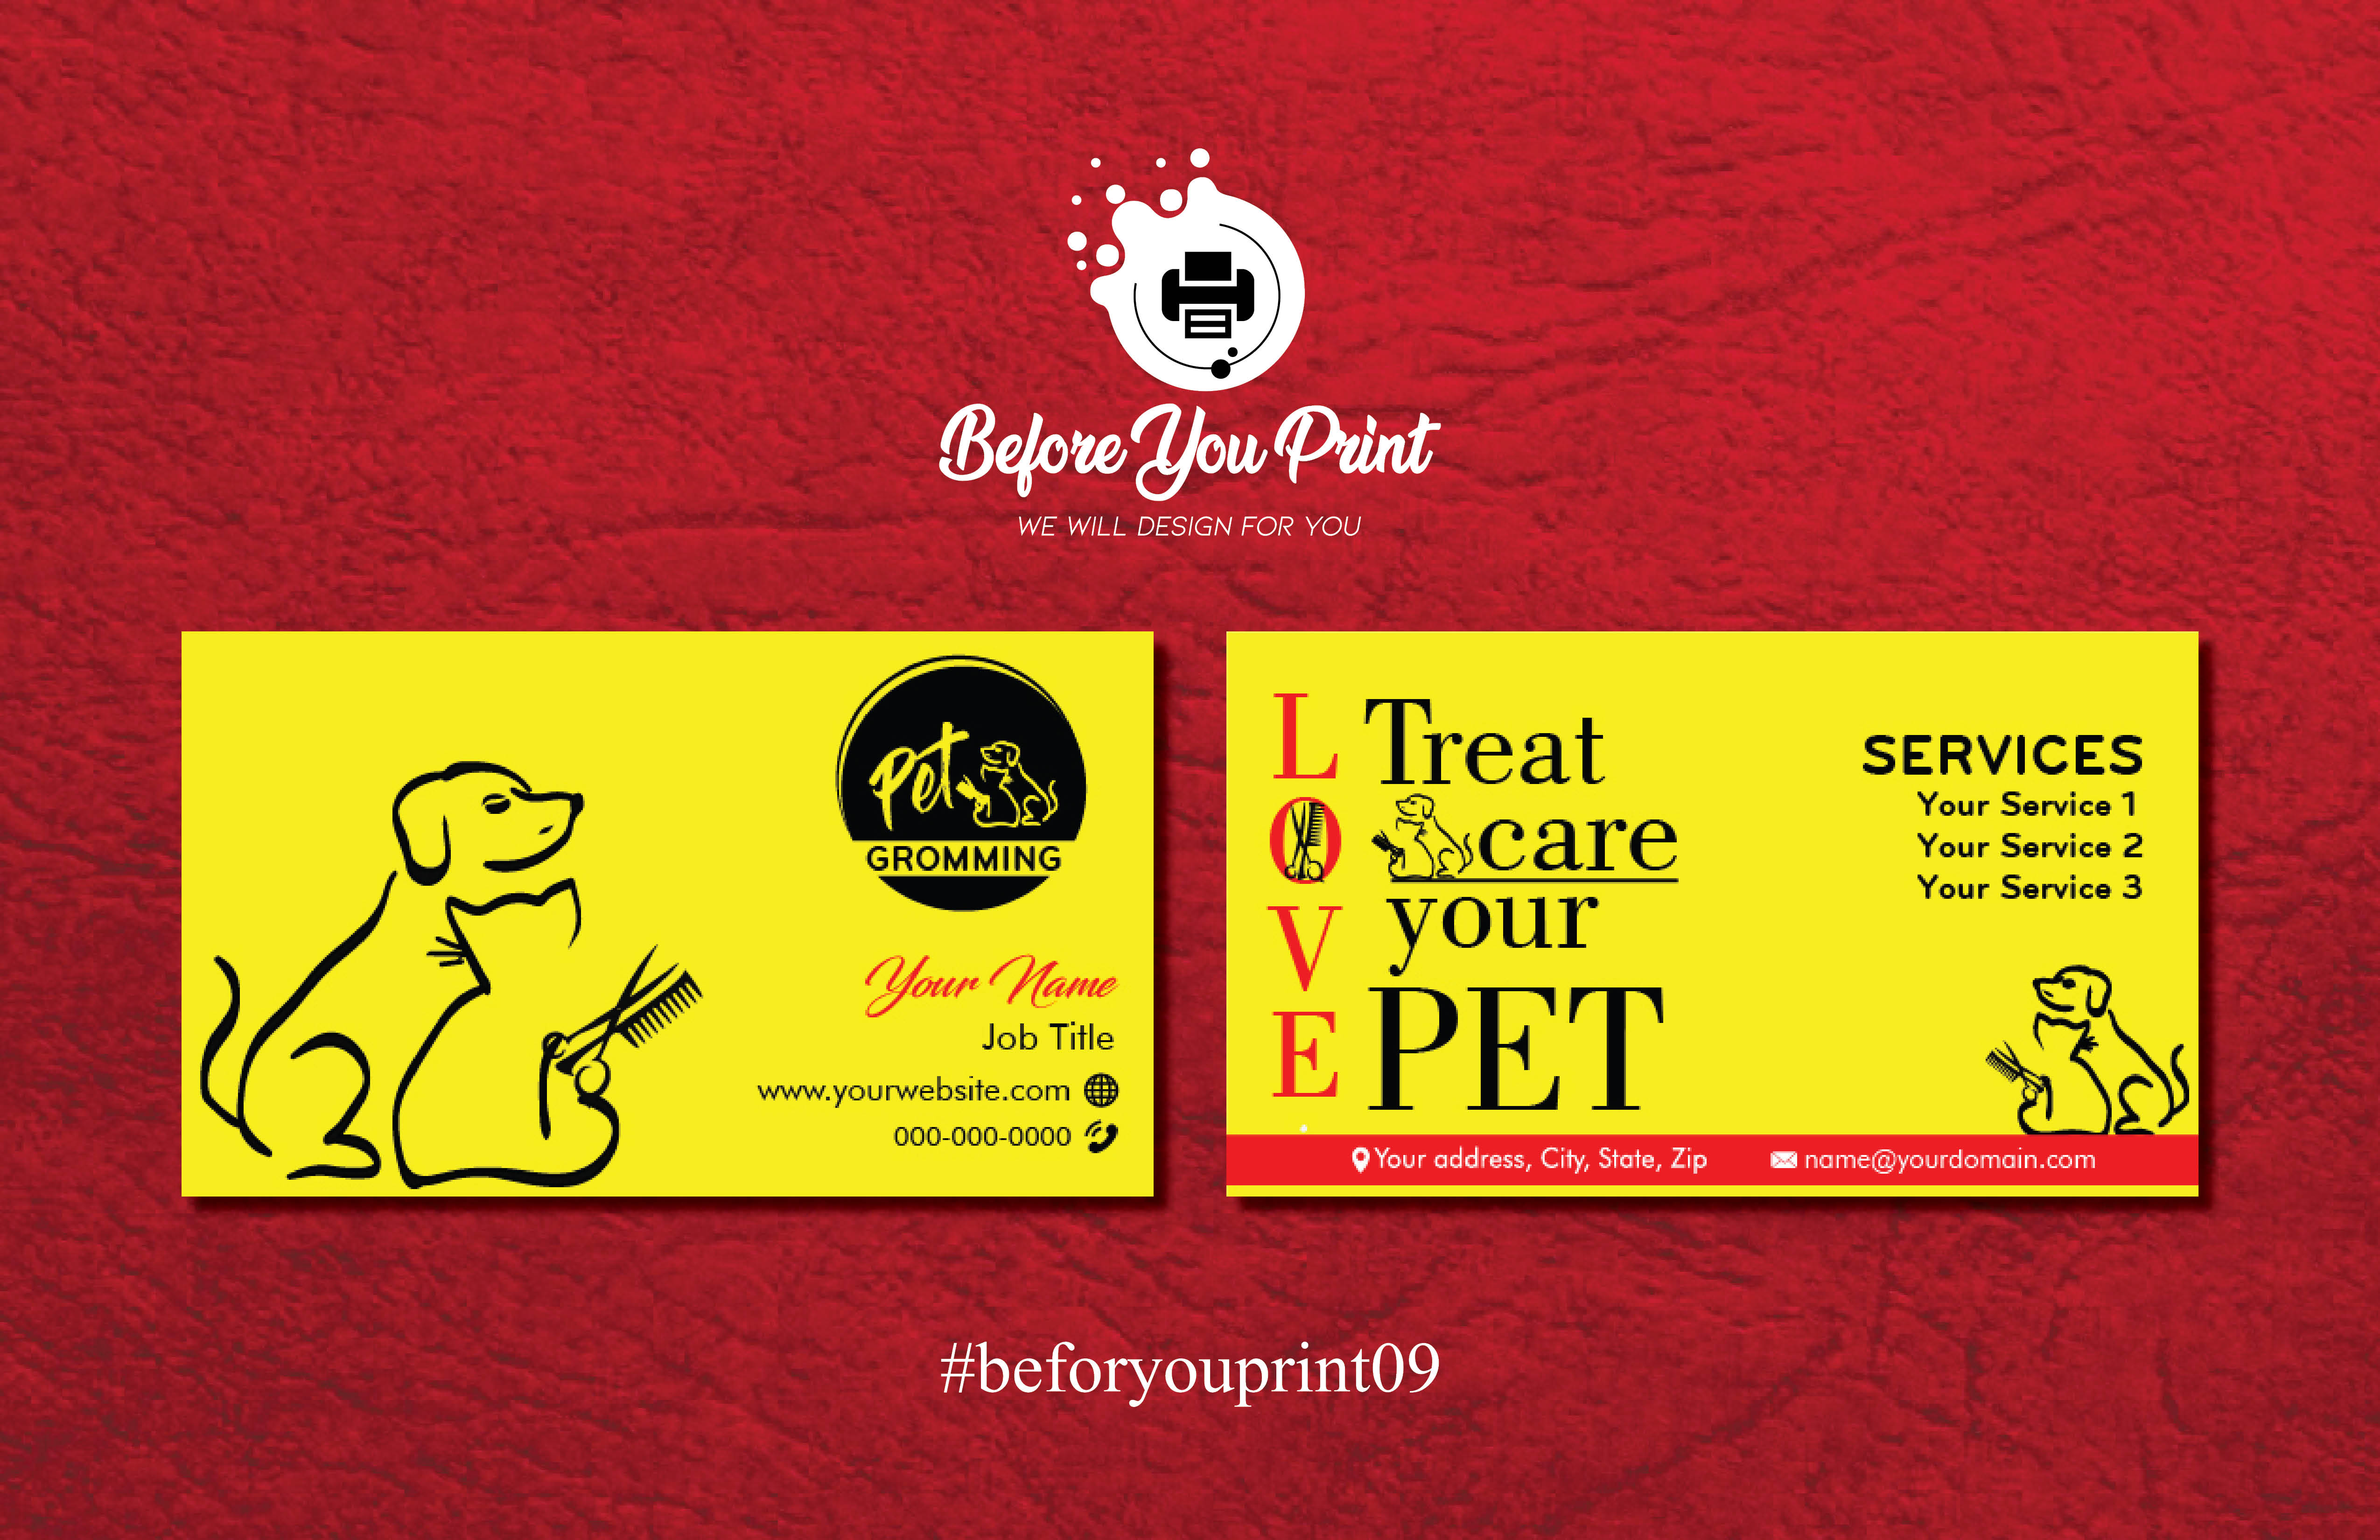 Before You Print
WE WILL DESIGN FOR YOU
Pet
GROMMING
Your Name
Job Title
www.yourwebsite.com
000-000-0000
LOVE
Treat
care
your
PET
SERVICES
Your Service 1
Your Service 2
Your Service 3
Your address, City, State, Zip
name@yourdomain.com
#beforyouprint09